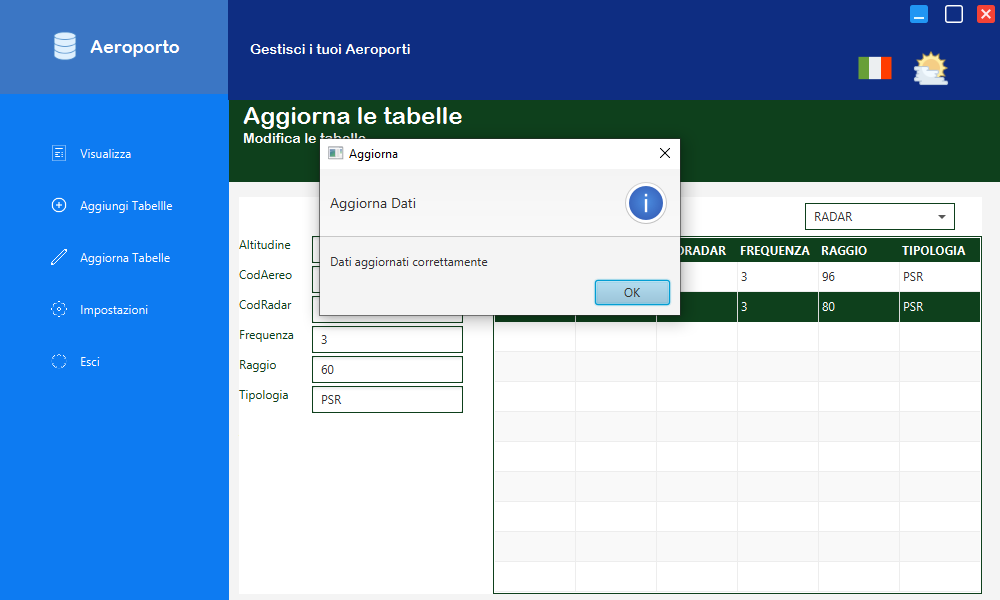 Aeroporto
Gestisci i tuoi Aeroporti
Visualizza
Aggiungi Tabellle
Aggiorna Tabelle
Impostazioni
Esci
Aggiorna le tabelle
Modifica le tabelle
Aggiorna
Aggiorna Dati
Dati aggiornati correttamente
OK
RADAR
Altitudine
CodAereo
CodRadar
Frequenza 3
Raggio 60
Tipologia PSR
FREQUENZA RAGGIO TIPOLOGIA
3 96 PSR
3 80 PSR